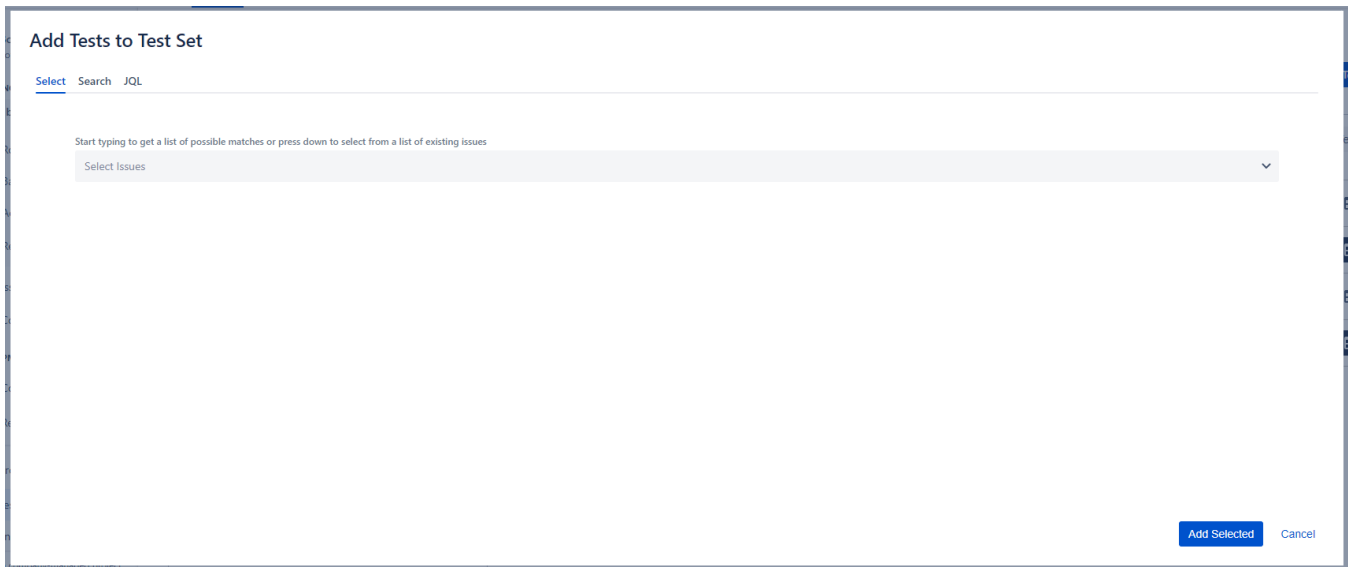 Add Tests to Test Set
Select Search JQL
Start typing to get a list of possible matches or press down to select from a list of existing issues
Select Issues
Add Selected Cancel